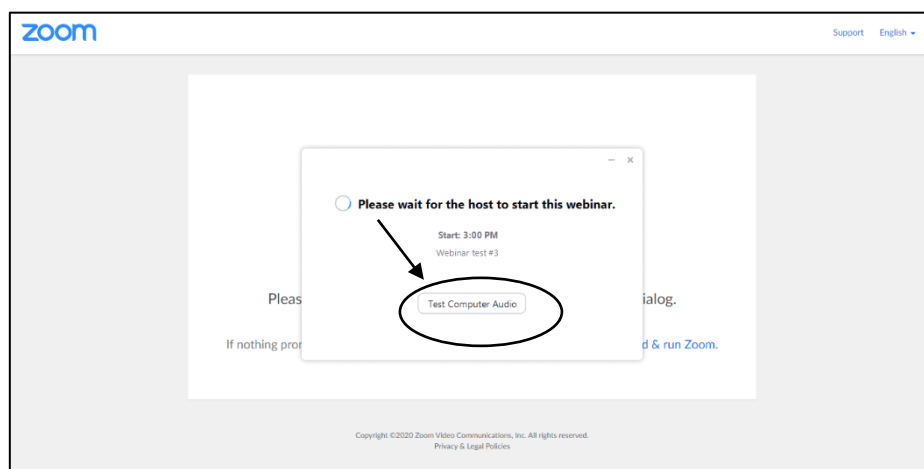 zoom
Support English
Please wait for the host to start this webinar.
Start: 3:00 PM
Webinar test #3
Test Computer Audio
Pleas ialog.
If nothing pror d & run Zoom.
Copyright ©2020 Zoom Video Communications, Inc. All rights reserved.
Privacy & Legal Policies